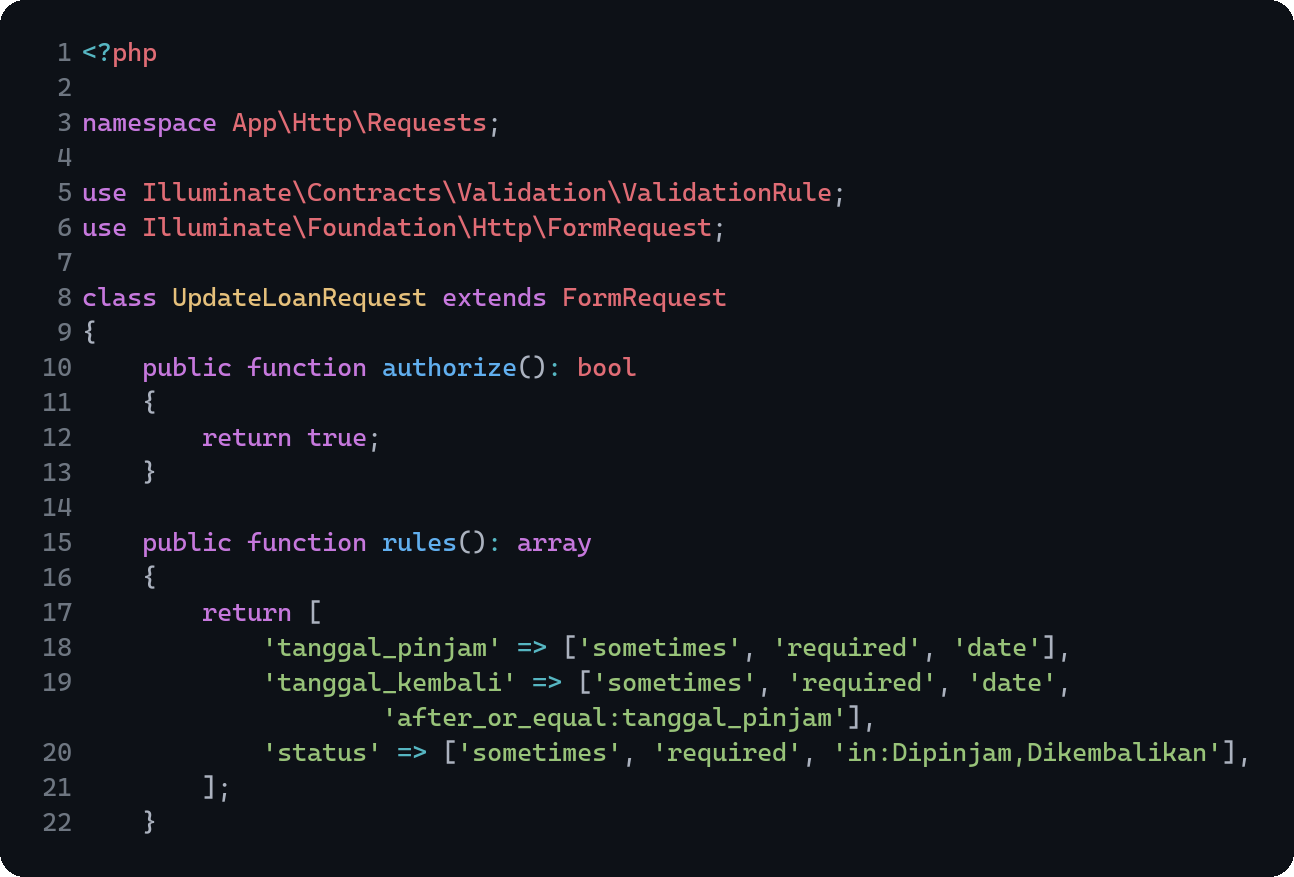 1 <?php
2
3 namespace App\Http\Requests;
4
5 use Illuminate\Contracts\Validation\ValidationRule;
6 use Illuminate\Foundation\Http\FormRequest;
7
8 class UpdateLoanRequest extends FormRequest
9 {
10     public function authorize(): bool
11     {
12         return true;
13     }
14
15     public function rules(): array
16     {
17         return [
18             'tanggal_pinjam' => ['sometimes', 'required', 'date'],
19             'tanggal_kembali' => ['sometimes', 'required', 'date',
                    'after_or_equal:tanggal_pinjam'],
20             'status' => ['sometimes', 'required', 'in:Dipinjam,Dikembalikan'],
21         ];
22     }